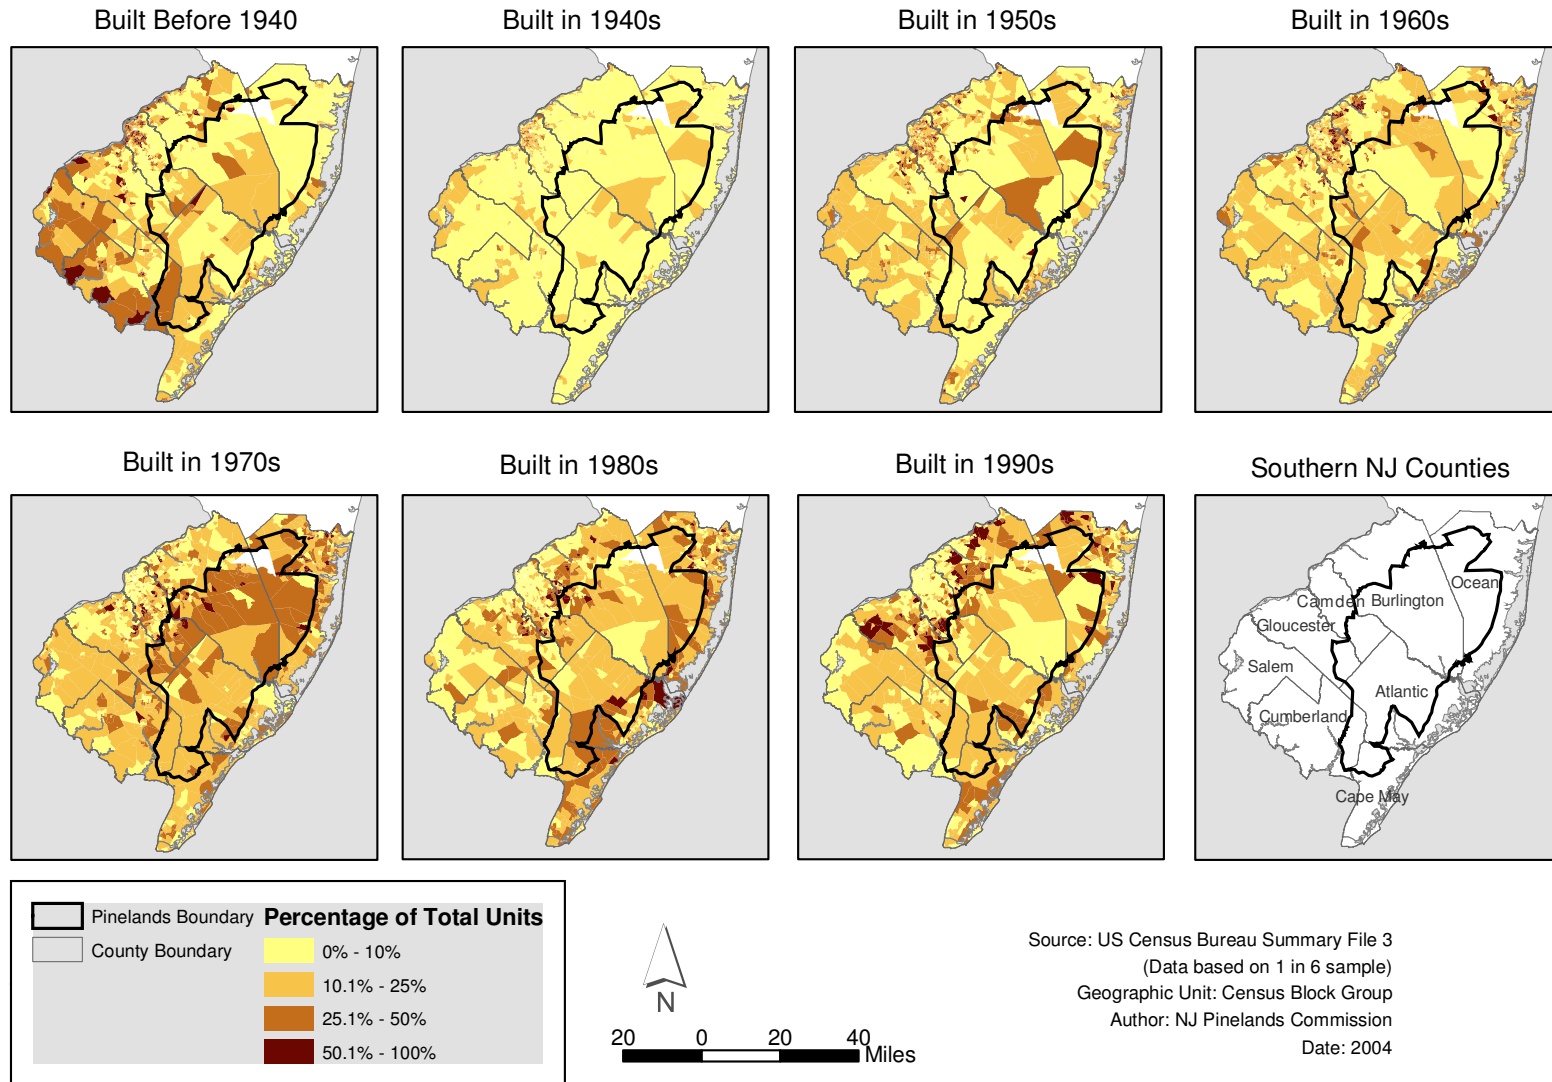 Built Before 1940
Built in 1940s
Built in 1950s
Built in 1960s
Built in 1970s
Built in 1980s
Built in 1990s
Southern NJ Counties
Ocean
Camden
Burlington
Gloucester
Salem
Atlantic
Cumberland
Cape May
Pinelands Boundary
County Boundary
Percentage of Total Units
0% - 10%
10.1% - 25%
25.1% - 50%
50.1% - 100%
N
20 0 20 40
Miles
Source: US Census Bureau Summary File 3
(Data based on 1 in 6 sample)
Geographic Unit: Census Block Group
Author: NJ Pinelands Commission
Date: 2004